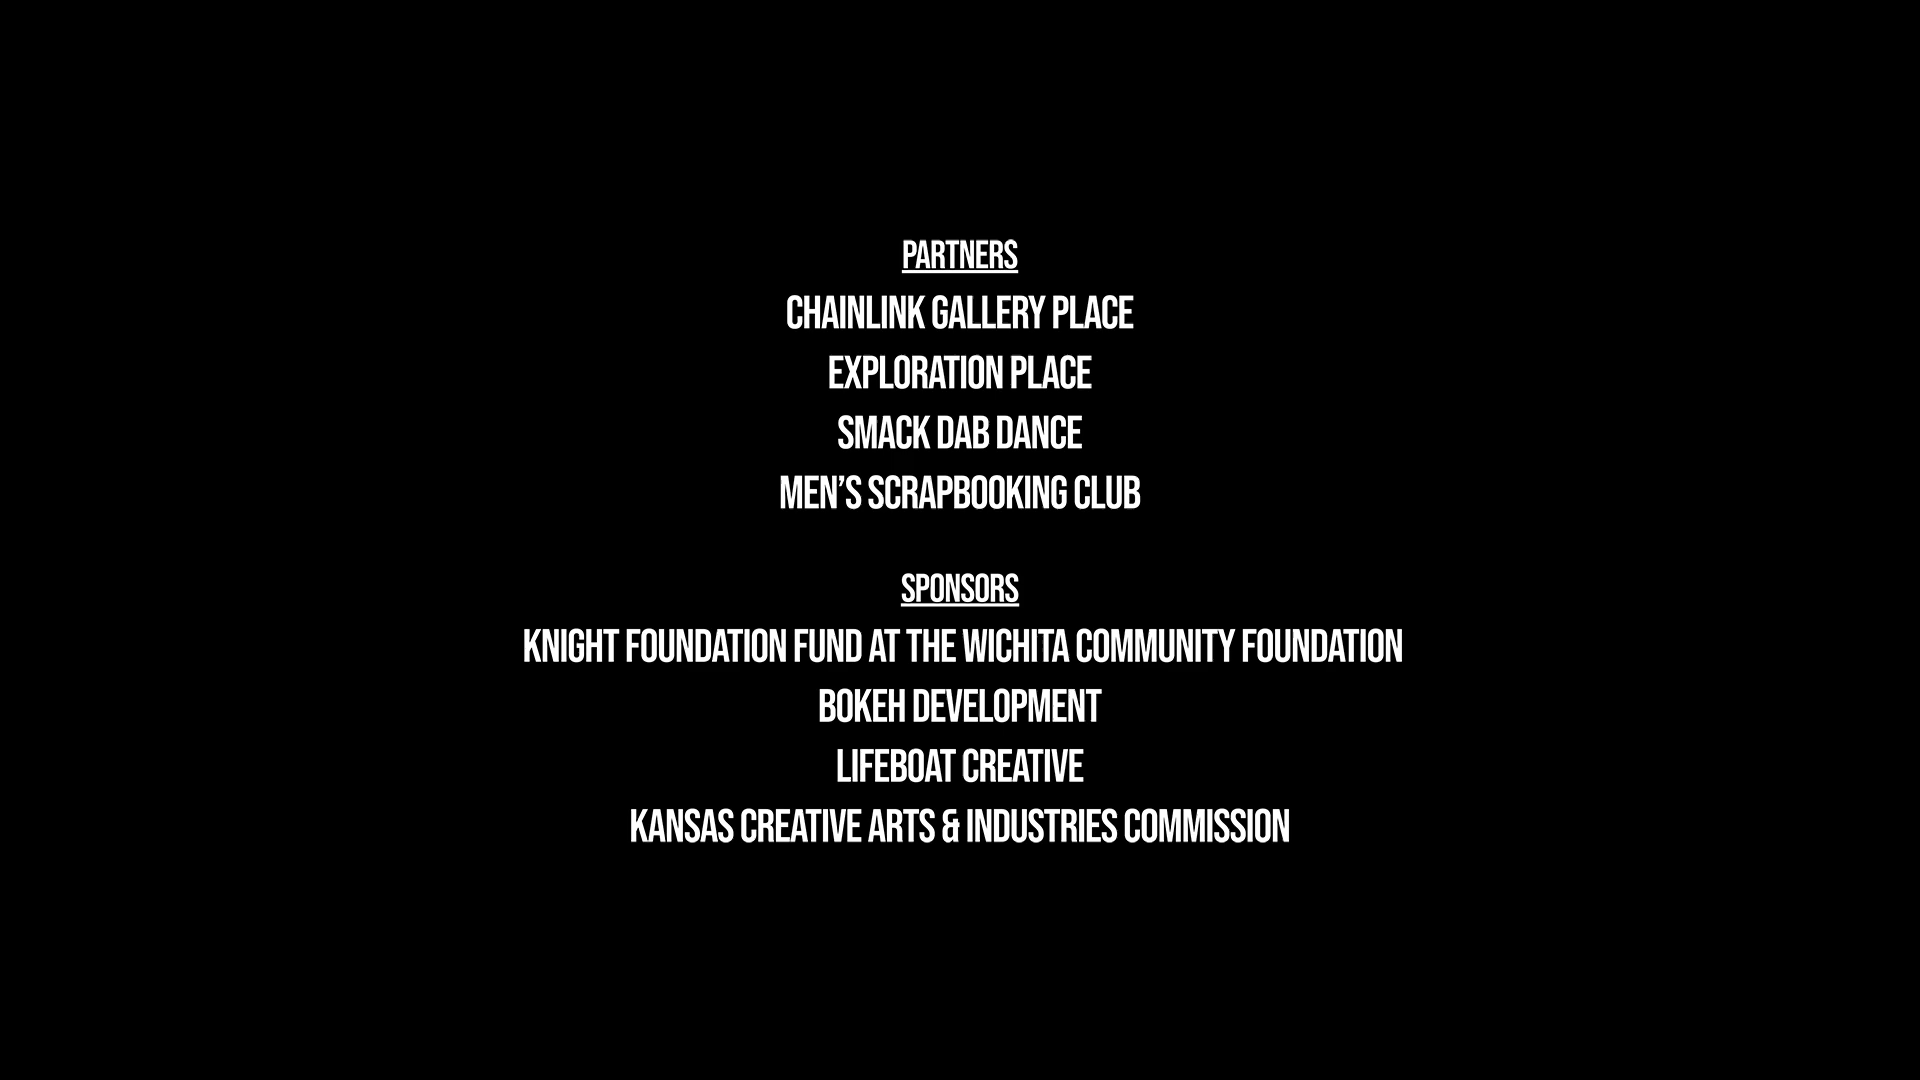 PARTNERS
CHAINLINK GALLERY PLACE
EXPLORATION PLACE
SMACK DAB DANCE
MEN’S SCRAPBOOKING CLUB
SPONSORS
KNIGHT FOUNDATION FUND AT THE WICHITA COMMUNITY FOUNDATION
BOKEH DEVELOPMENT
LIFEBOAT CREATIVE
KANSAS CREATIVE ARTS & INDUSTRIES COMMISSION